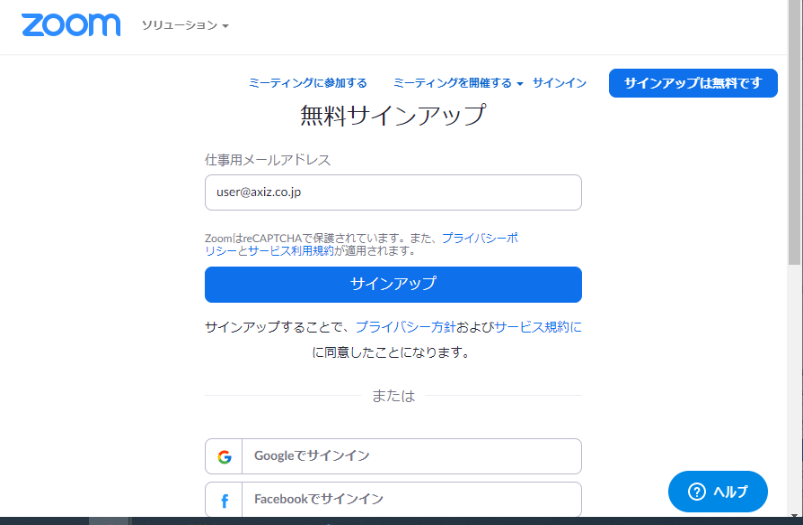 zoom ソリューション
ミーティングに参加する ミーティングを開催する サインイン サインアップは無料です
無料サインアップ
仕事用メールアドレス
user@axiz.co.jp
ZoomはreCAPTCHAで保護されています。また、プライバシーポ
リシーとサービス利用規約が適用されます。
サインアップ
サインアップすることで、プライバシー方針およびサービス規約に
に同意したことになります。
または
Googleでサインイン
Facebookでサインイン
ヘルプ